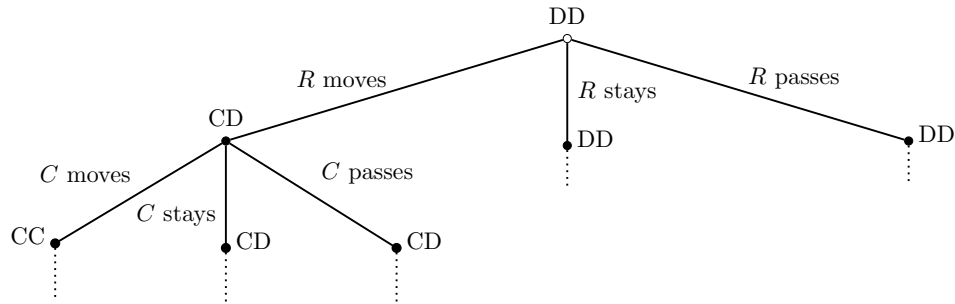 DD
R moves
R stays
R passes
CD
DD
DD
C moves
C stays
C passes
CC
CD
CD